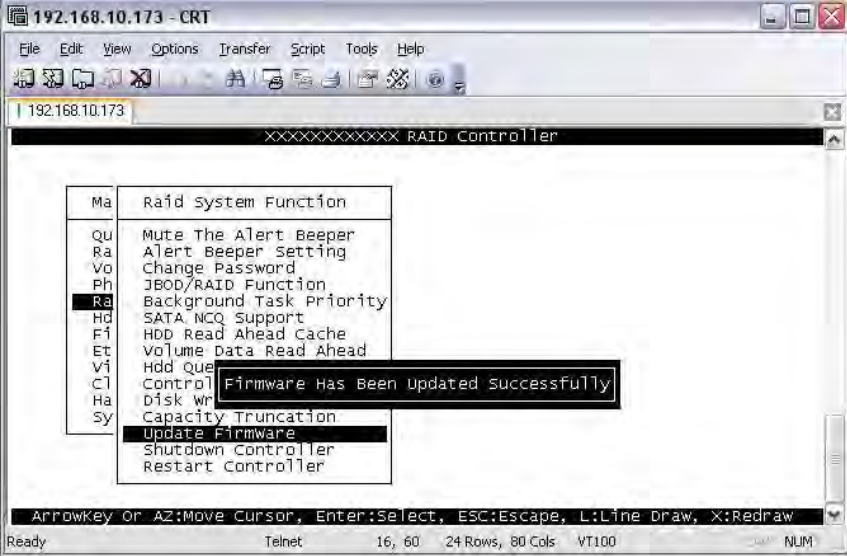 192.168.10.173 - CRT
File Edit View Options Transfer Script Tools Help
192.168.10.173
XXXXXXXXXXXX RAID Controller
Ma
Raid System Function
Qu
Mute The Alert Beeper
Ra
Alert Beeper Setting
Vo
Change Password
Ph
JBOD/RAID Function
Ra
Background Task Priority
Hd
SATA NCQ Support
Fi
HDD Read Ahead Cache
Et
Volume Data Read Ahead
Vi
Hdd Que
Cl
Control
Firmware Has Been Updated Successfully
Ha
Disk Wr
Sy
Capacity Truncation
Update Firmware
Shutdown Controller
Restart Controller
ArrowKey Or AZ:Move Cursor, Enter:Select, ESC:Escape, L:Line Draw, X:Redraw
Ready Telnet 16, 60 24 Rows, 80 Cols VT100 NUM